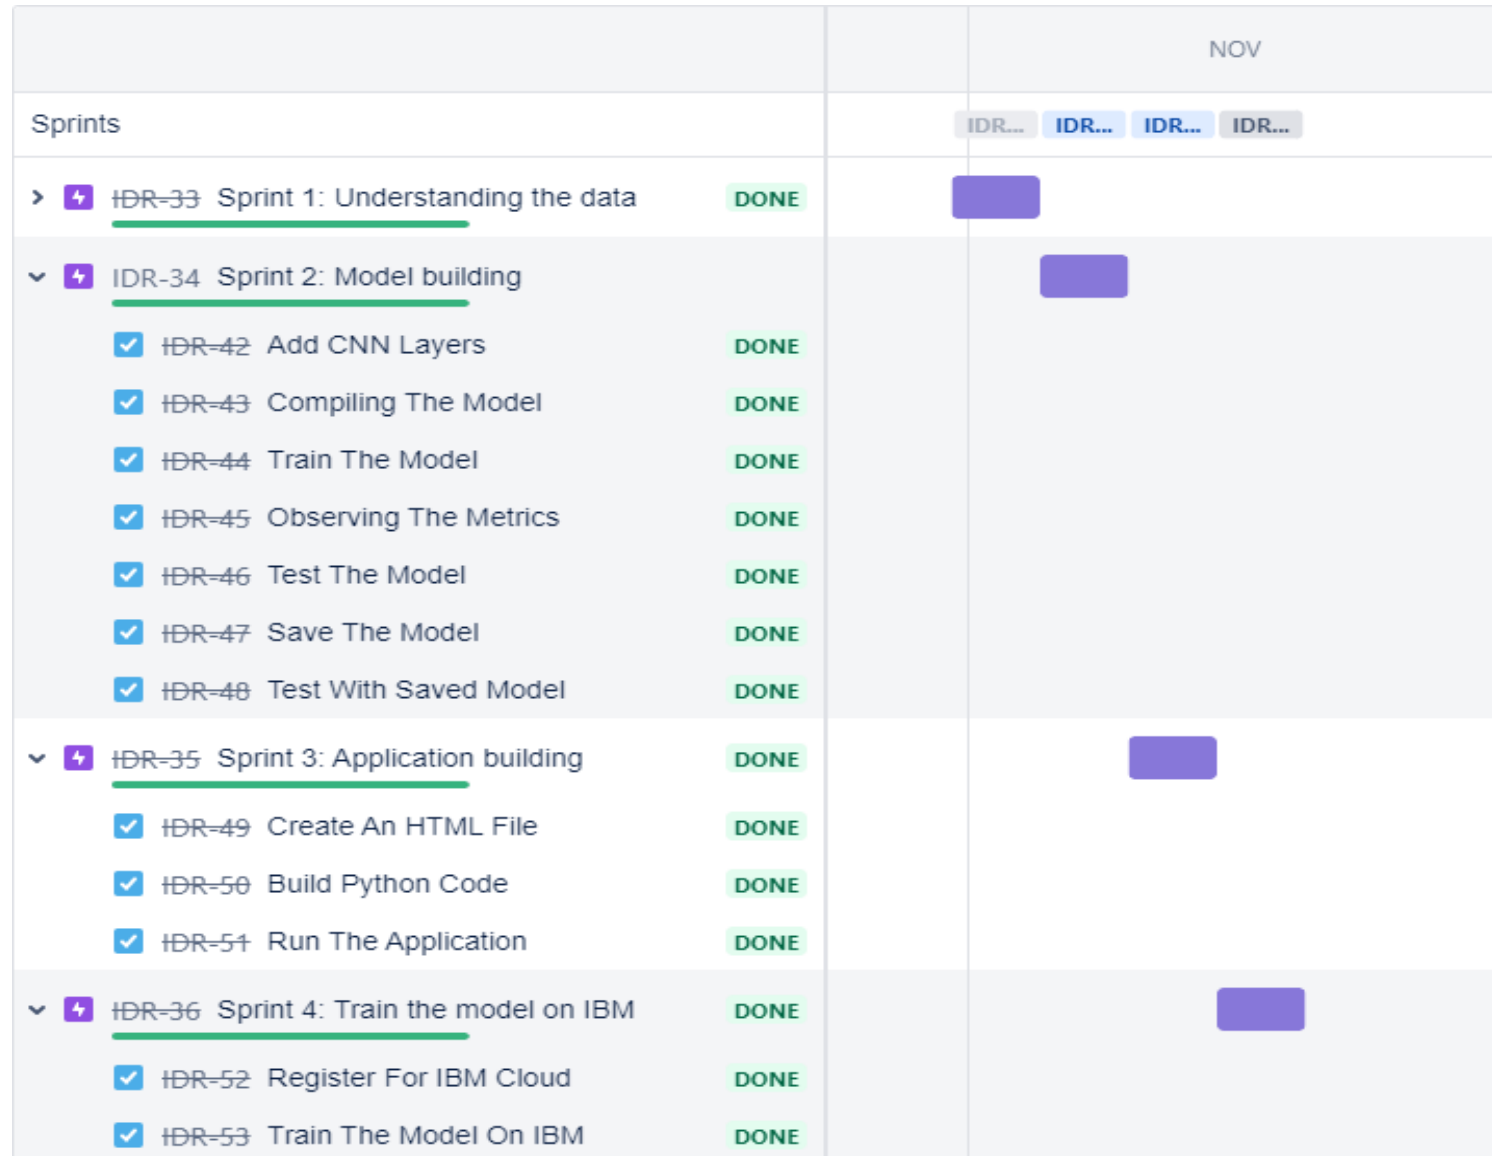 NOV
Sprints IDR... IDR... IDR... IDR...
IDR-33 Sprint 1: Understanding the data DONE
IDR-34 Sprint 2: Model building
IDR-42 Add CNN Layers DONE
IDR-43 Compiling The Model DONE
IDR-44 Train The Model DONE
IDR-45 Observing The Metrics DONE
IDR-46 Test The Model DONE
IDR-47 Save The Model DONE
IDR-48 Test With Saved Model DONE
IDR-35 Sprint 3: Application building DONE
IDR-49 Create An HTML File DONE
IDR-50 Build Python Code DONE
IDR-51 Run The Application DONE
IDR-36 Sprint 4: Train the model on IBM DONE
IDR-52 Register For IBM Cloud DONE
IDR-53 Train The Model On IBM DONE